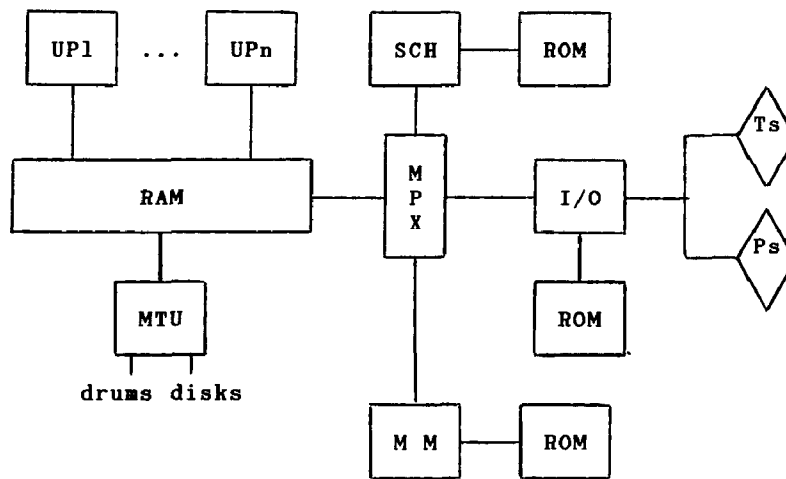 UP1 ... UPn
SCH
ROM
Ts
M
P
X
RAM
I/O
Ps
MTU
ROM
drums disks
M M
ROM